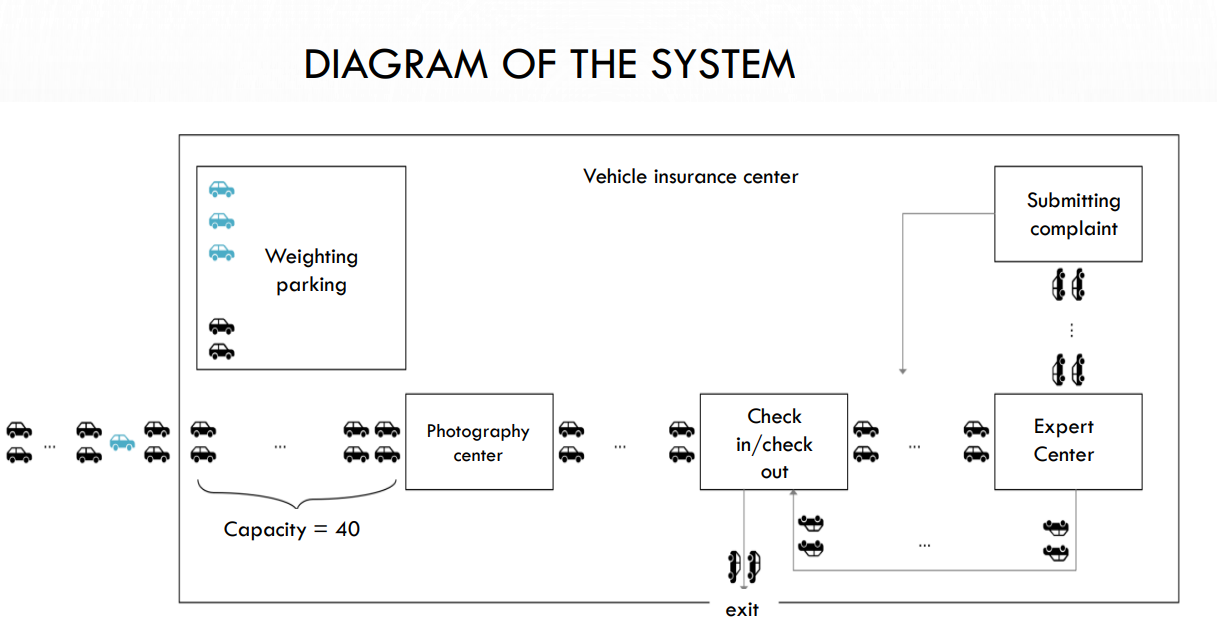 DIAGRAM OF THE SYSTEM
Vehicle insurance center
Submitting
complaint
Weighting
parking
...
...
Photography
center
...
Check
in/check
out
...
Expert
Center
...
Capacity = 40
...
exit